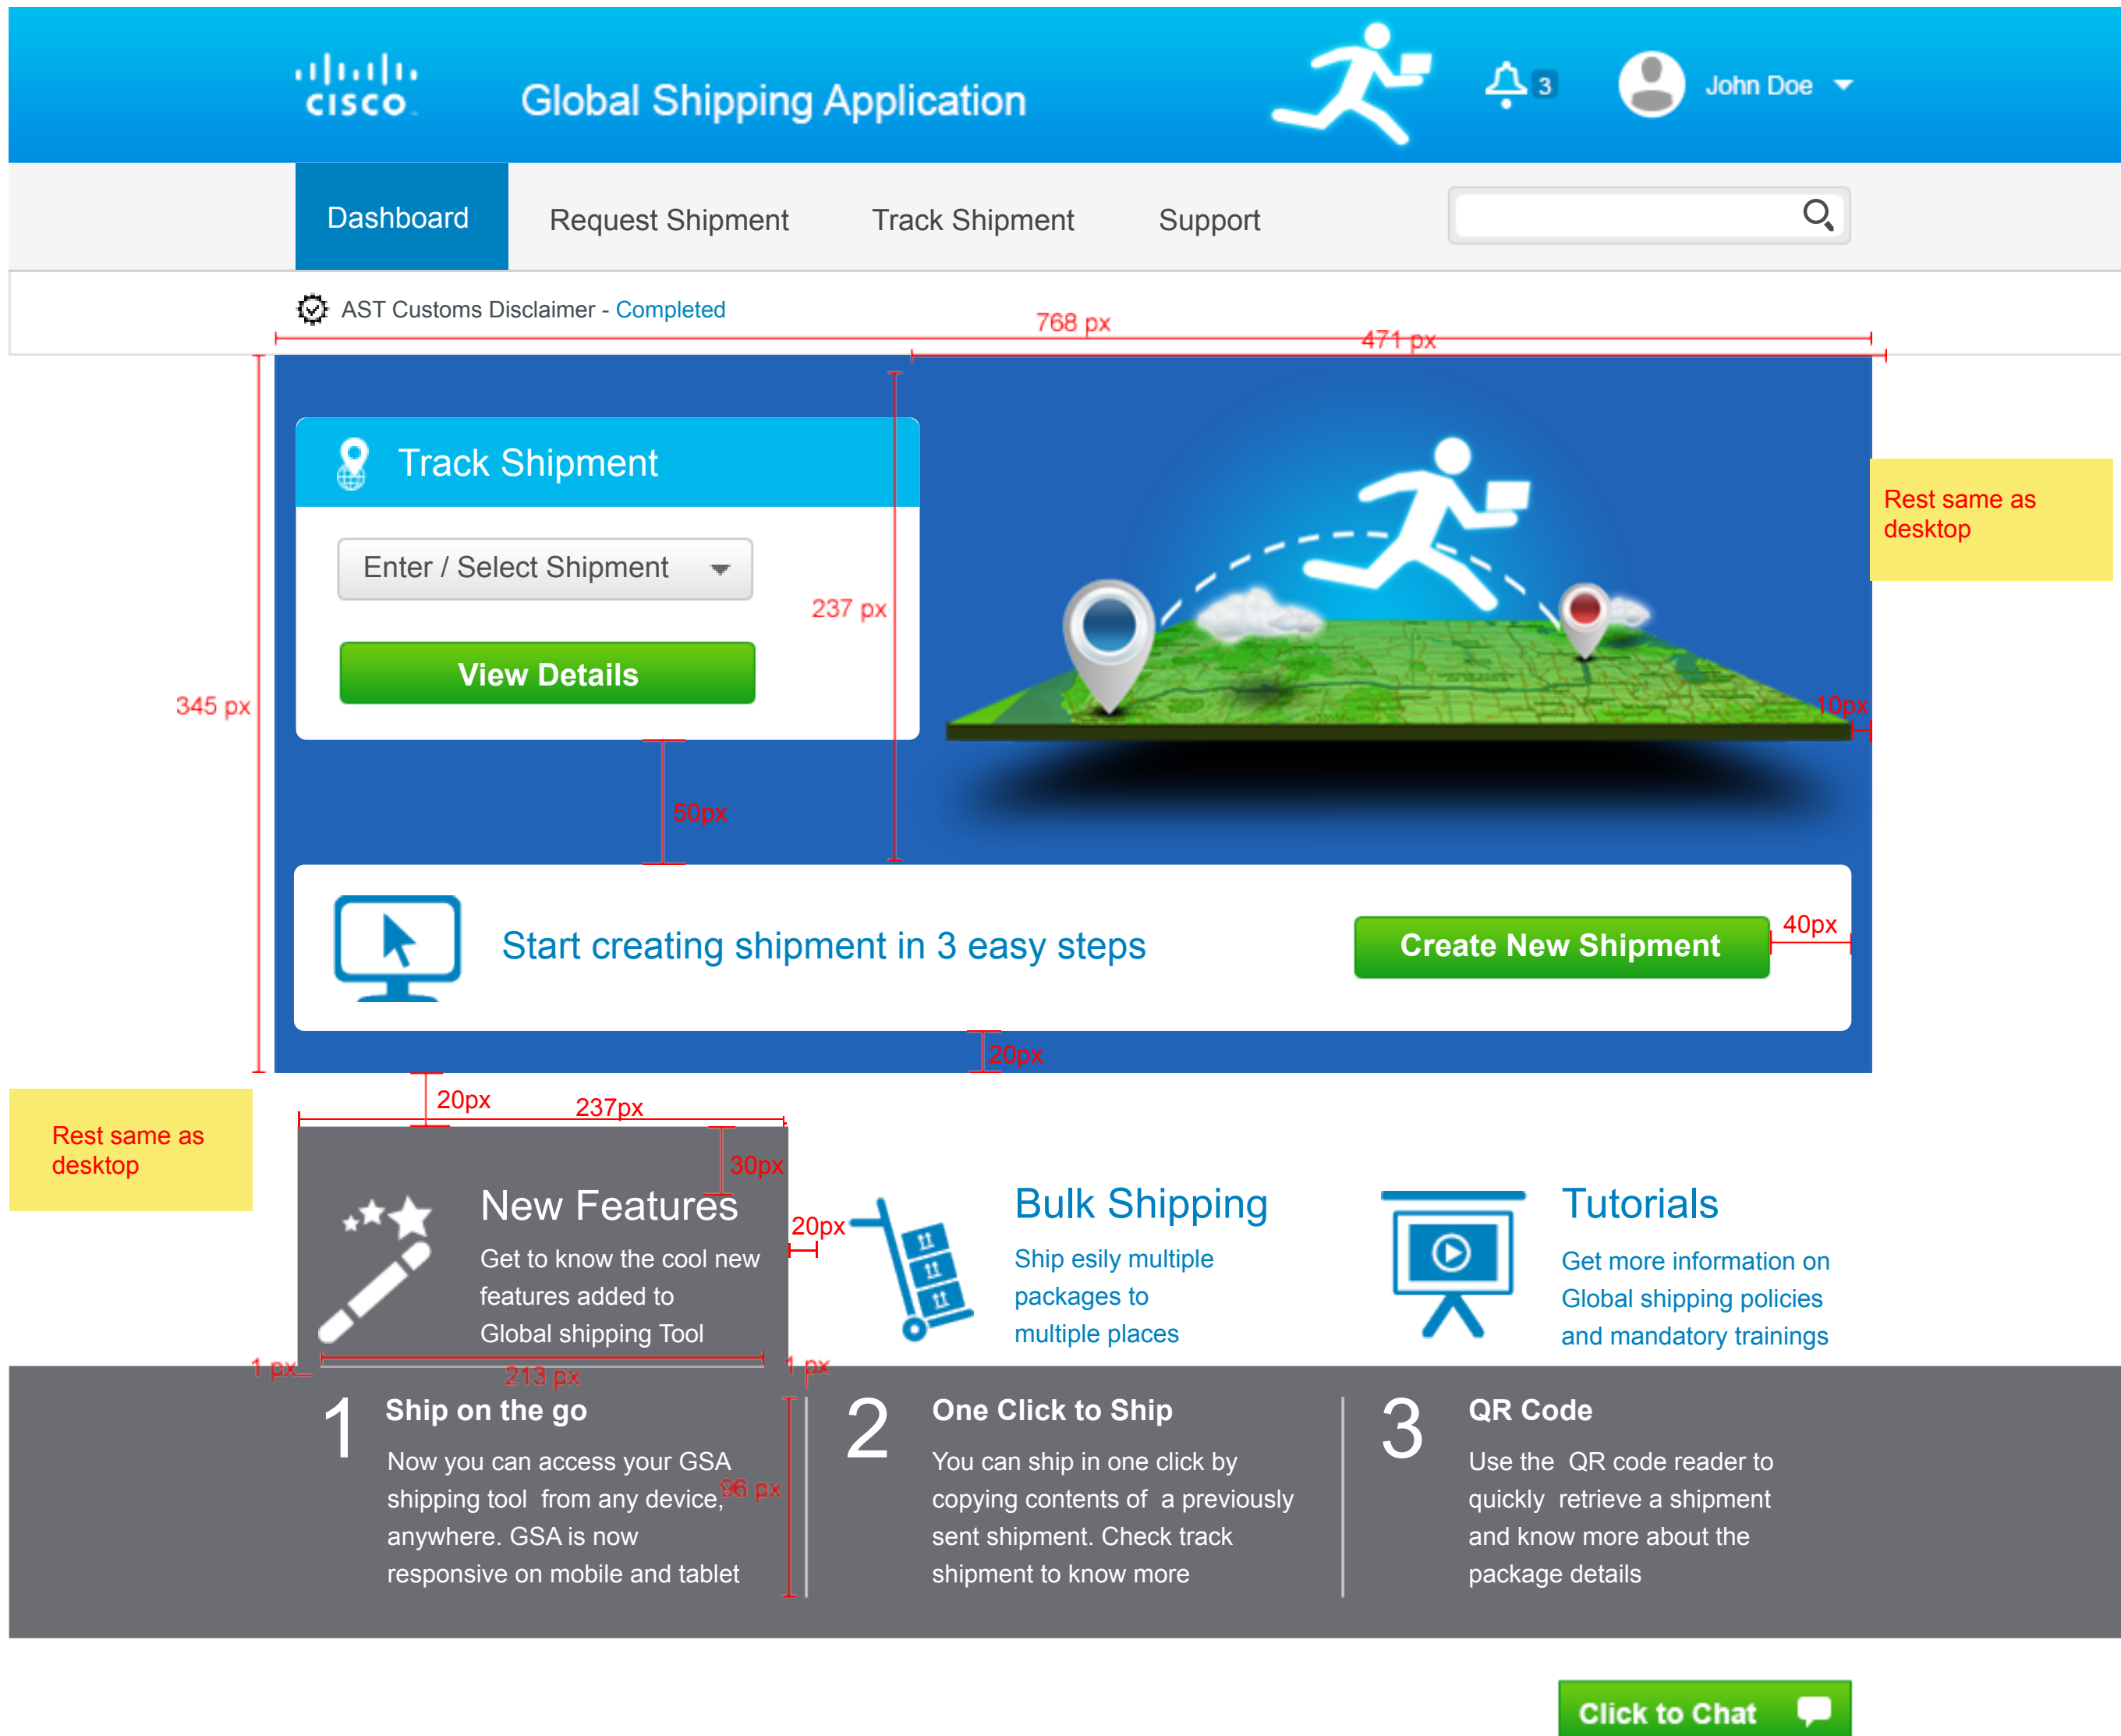 CISCO
Global Shipping Application
3
John Doe
Dashboard
Request Shipment
Track Shipment
Support
AST Customs Disclaimer - Completed
768 px
471 px
Track Shipment
Enter / Select Shipment
237 px
View Details
345 px
10px
Rest same as
desktop
50px
Start creating shipment in 3 easy steps
Create New Shipment
40px
20px
20px
237px
Rest same as
desktop
30px
New Features
Get to know the cool new
features added to
Global shipping Tool
20px
Bulk Shipping
Ship esily multiple
packages to
multiple places
Tutorials
Get more information on
Global shipping policies
and mandatory trainings
1 px
213 px
1 px
1
Ship on the go
Now you can access your GSA
shipping tool from any device,
anywhere. GSA is now
responsive on mobile and tablet
96 px
2
One Click to Ship
You can ship in one click by
copying contents of a previously
sent shipment. Check track
shipment to know more
3
QR Code
Use the QR code reader to
quickly retrieve a shipment
and know more about the
package details
Click to Chat